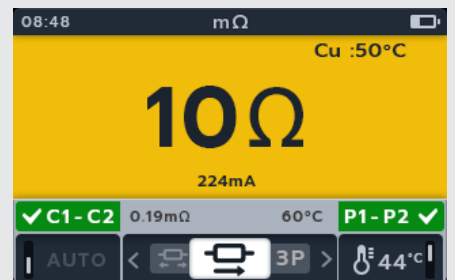 08:48 mΩ
Cu :50°C
10Ω
224mA
C1-C2 0.19mΩ 60°C P1-P2
AUTO < 3P > 44°C